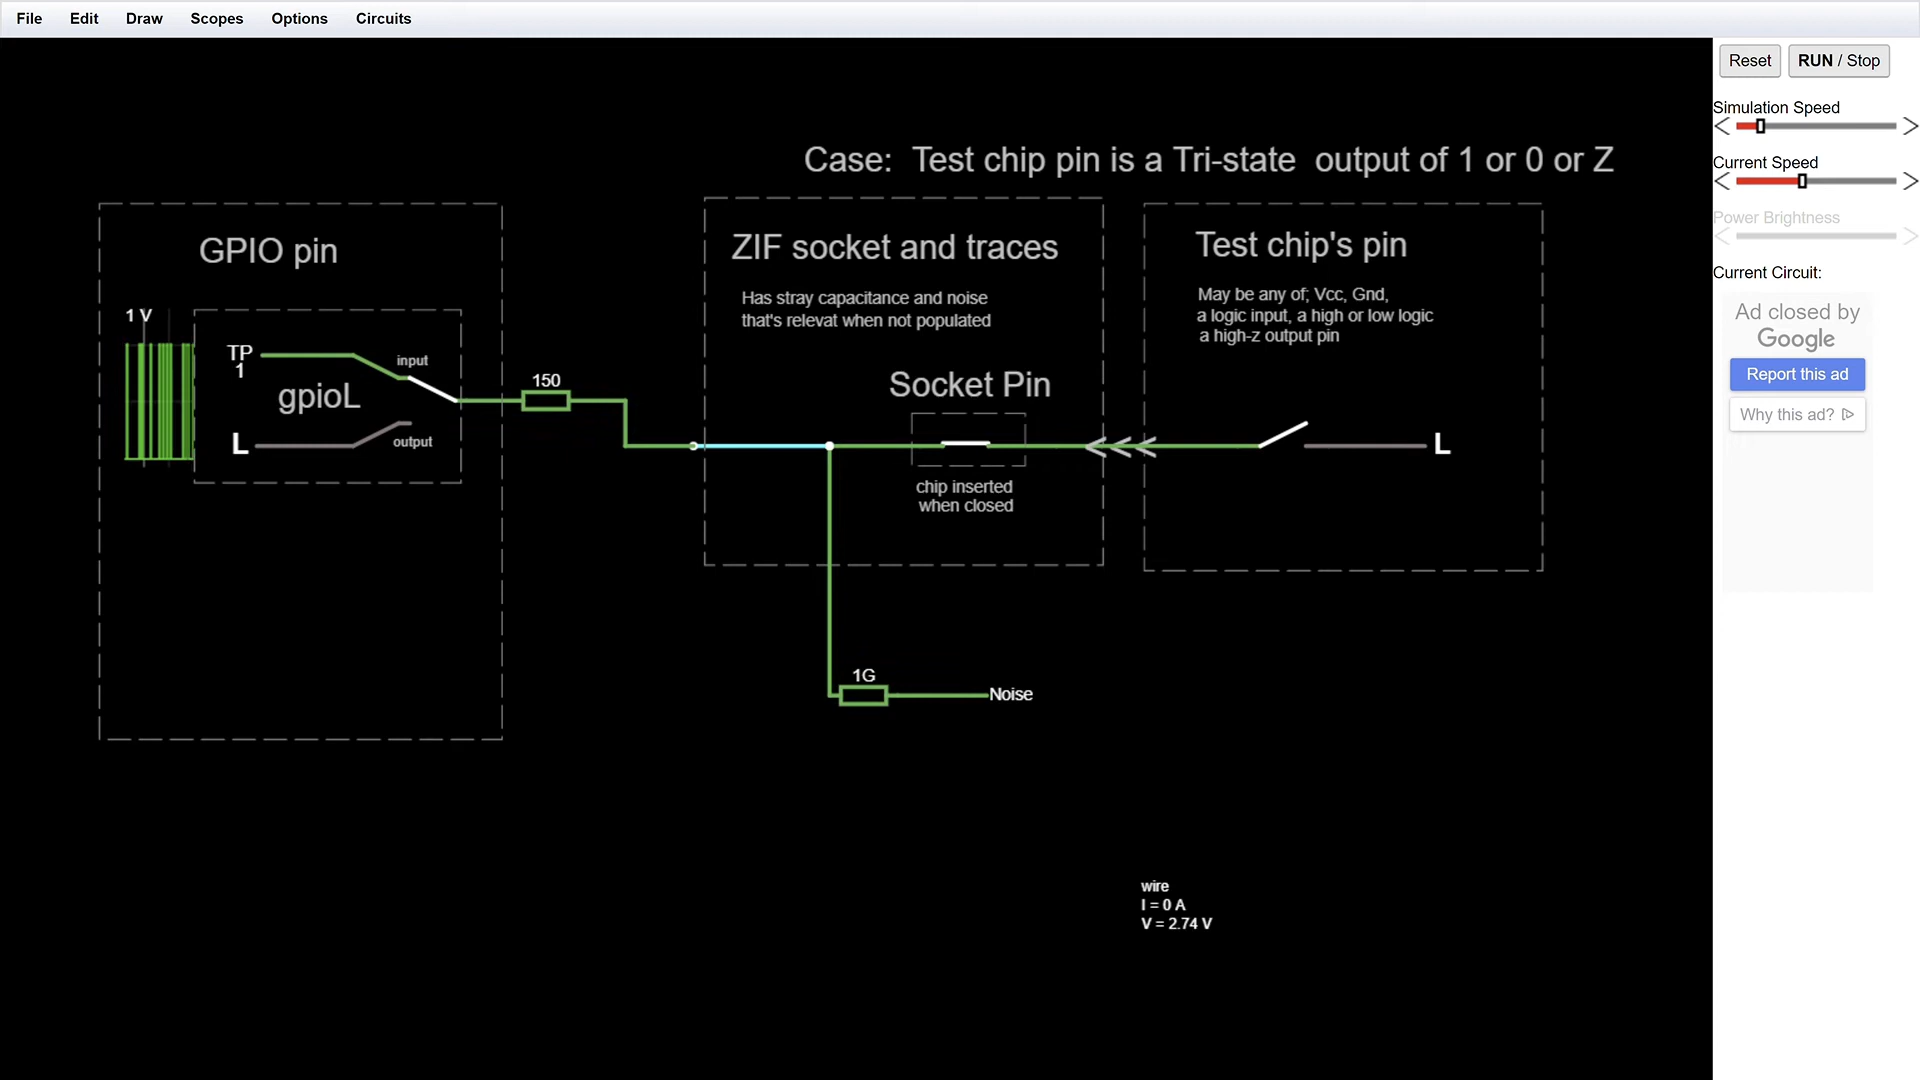 File Edit Draw Scopes Options Circuits
Reset RUN / Stop
Simulation Speed
Current Speed
Power Brightness
Current Circuit:
Ad closed by
Google
Report this ad
Why this ad?
Case: Test chip pin is a Tri-state output of 1 or 0 or Z
GPIO pin
1 V
TP
1
input
gpioL
L
output
150
ZIF socket and traces
Has stray capacitance and noise
that's relevat when not populated
Socket Pin
chip inserted
when closed
Test chip's pin
May be any of; Vcc, Gnd,
a logic input, a high or low logic
a high-z output pin
L
1G
Noise
wire
I = 0 A
V = 2.74 V